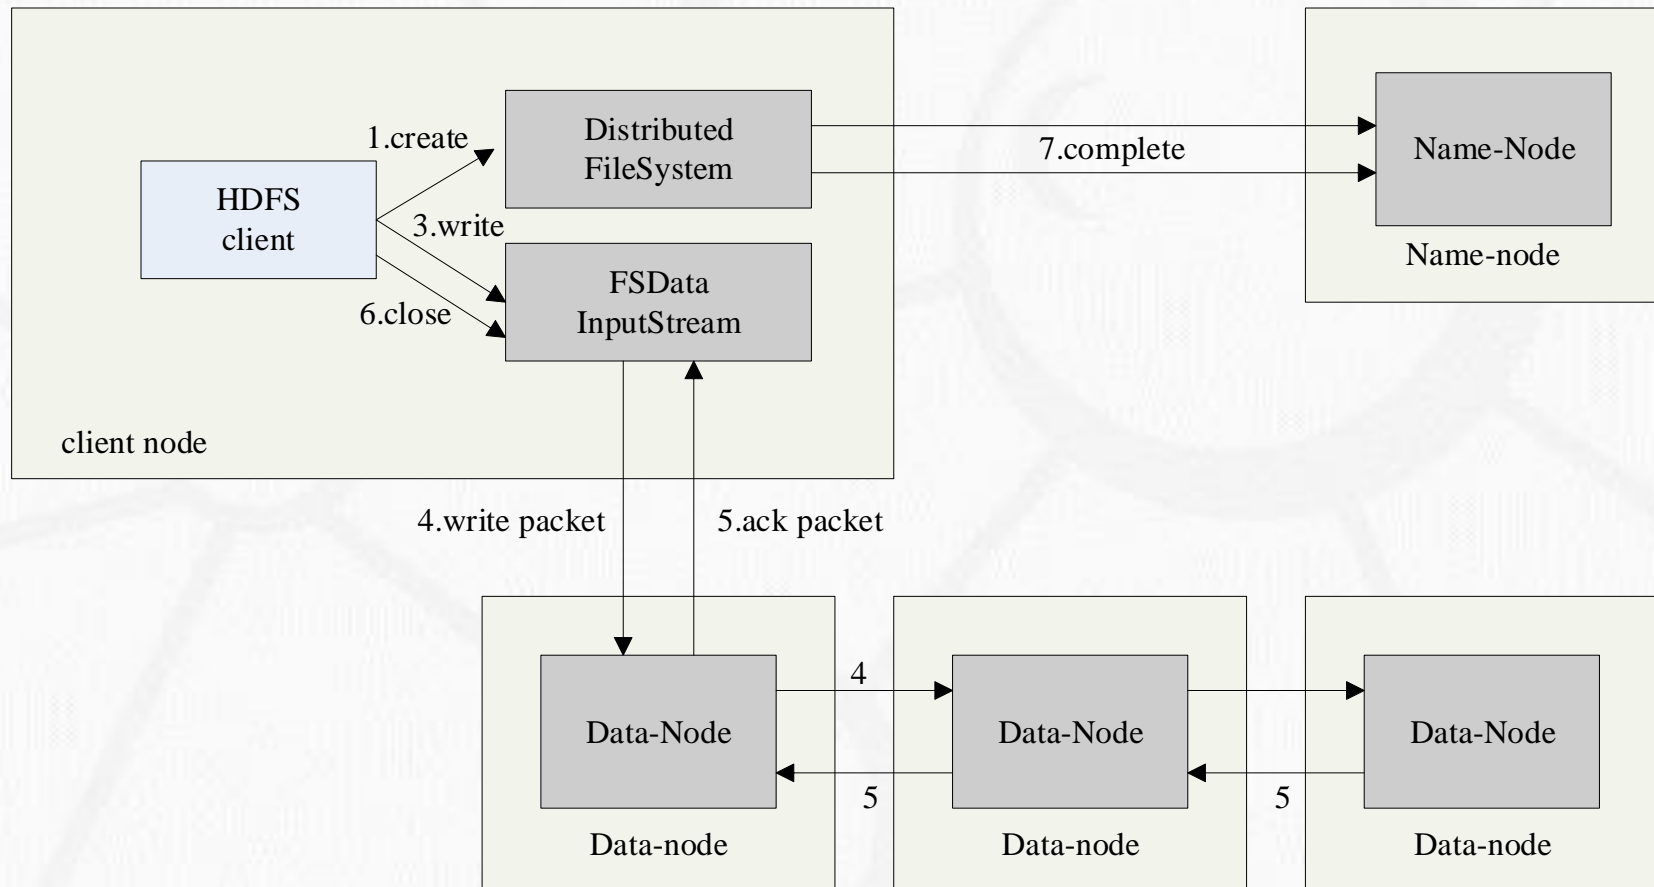 1.create
Distributed
FileSystem
7.complete
Name-Node
Name-node
HDFS
client
3.write
6.close
FSData
InputStream
client node
4.write packet
5.ack packet
4
Data-Node
Data-Node
Data-Node
5
5
Data-node
Data-node
Data-node